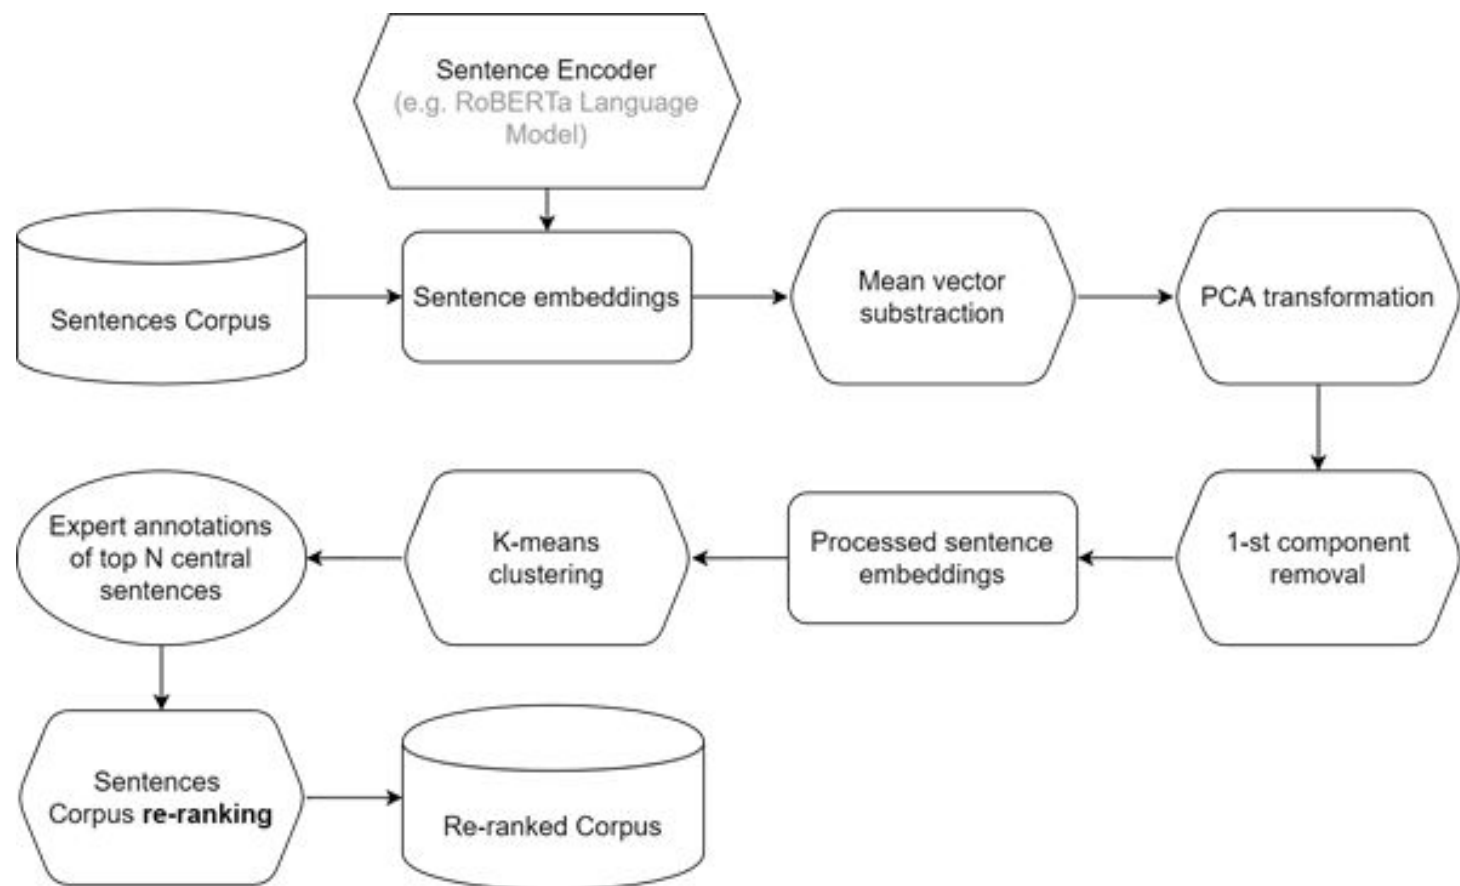 Sentence Encoder
(e.g. RoBERTa Language
Model)
Sentences Corpus
Sentence embeddings
Mean vector
substraction
PCA transformation
1-st component
removal
Processed sentence
embeddings
K-means
clustering
Expert annotations
of top N central
sentences
Sentences
Corpus re-ranking
Re-ranked Corpus